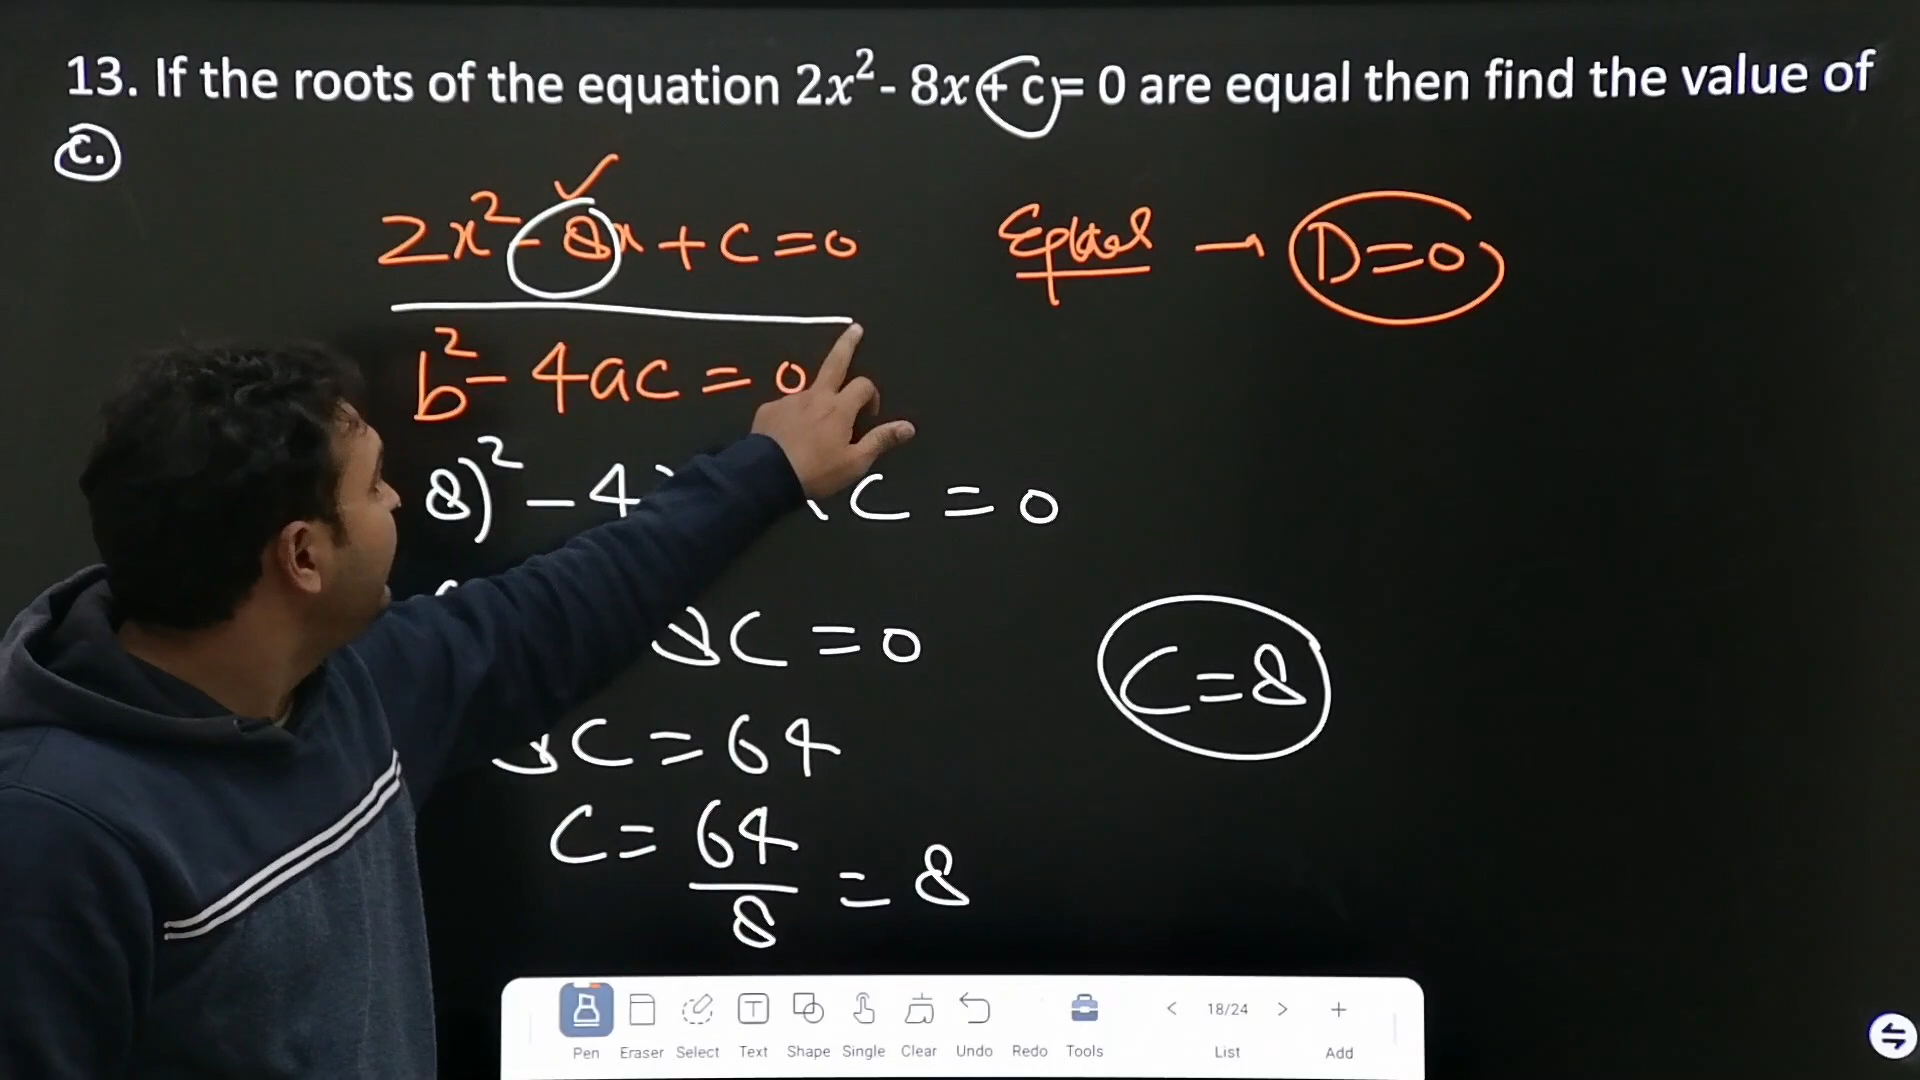 13. If the roots of the equation 2x² - 8x + c = 0 are equal then find the value of
c.
2x² - 8x + c = 0
Equal → D=0
b² - 4ac = 0
8)² - 4 × c = 0
8c = 0
c=8
8c = 64
c = 64/8 = 8
Pen Eraser Select Text Shape Single Clear Undo Redo Tools < 18/24 > List + Add